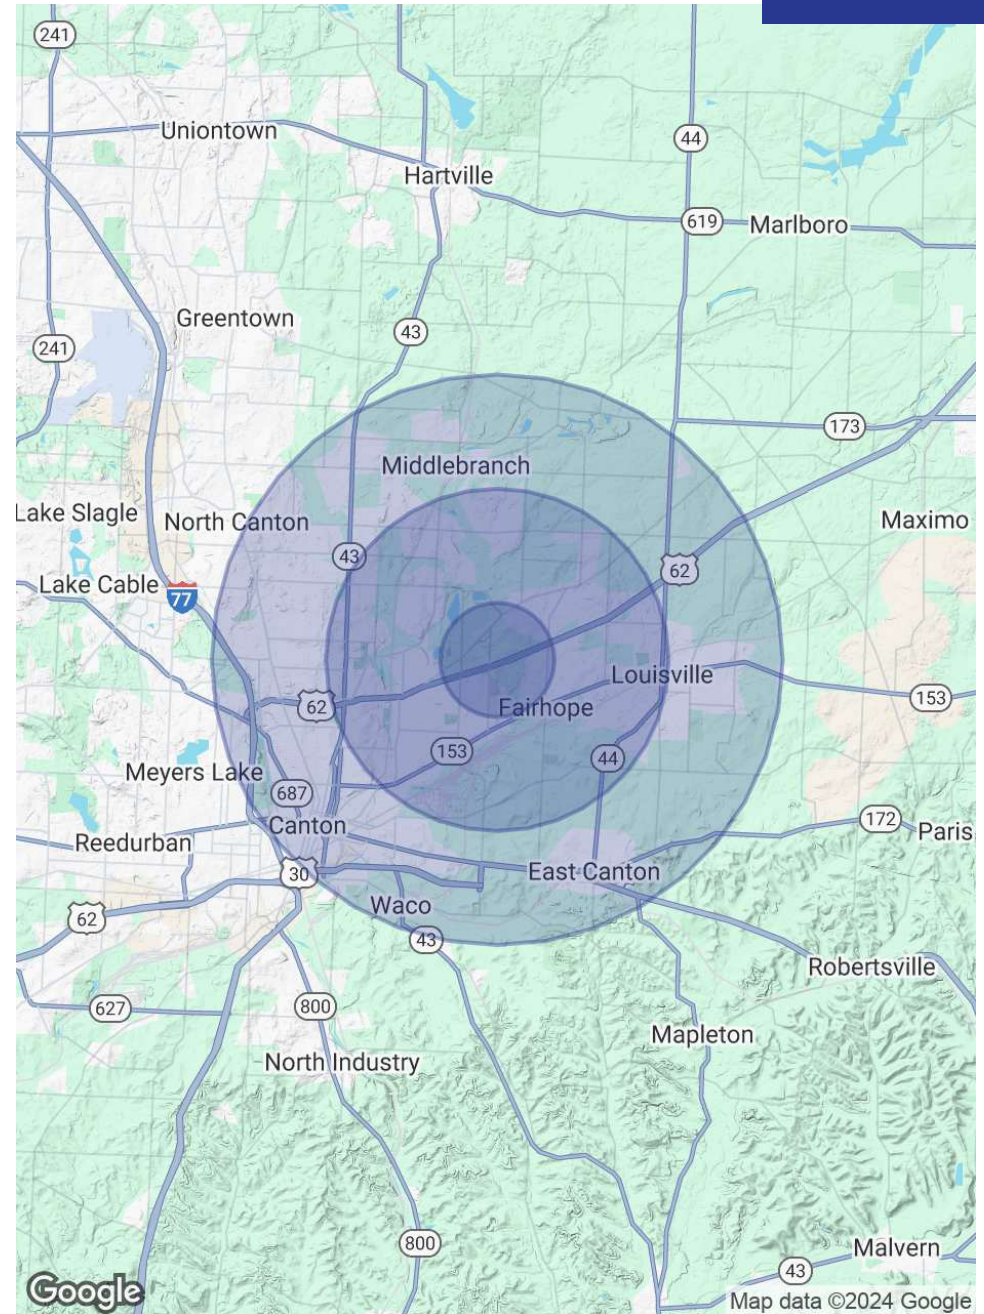 241
Uniontown
44
Hartville
619
Marlboro
Greentown
43
241
173
Middlebranch
Lake Slagle
North Canton
Maximo
43
62
Lake Cable
77
Louisville
153
62
Fairhope
153
44
Meyers Lake
687
172
Canton
Paris
Reedurban
30
East Canton
Waco
62
43
Robertsville
627
800
Mapleton
North Industry
800
Malvern
43
Google
Map data ©2024 Google